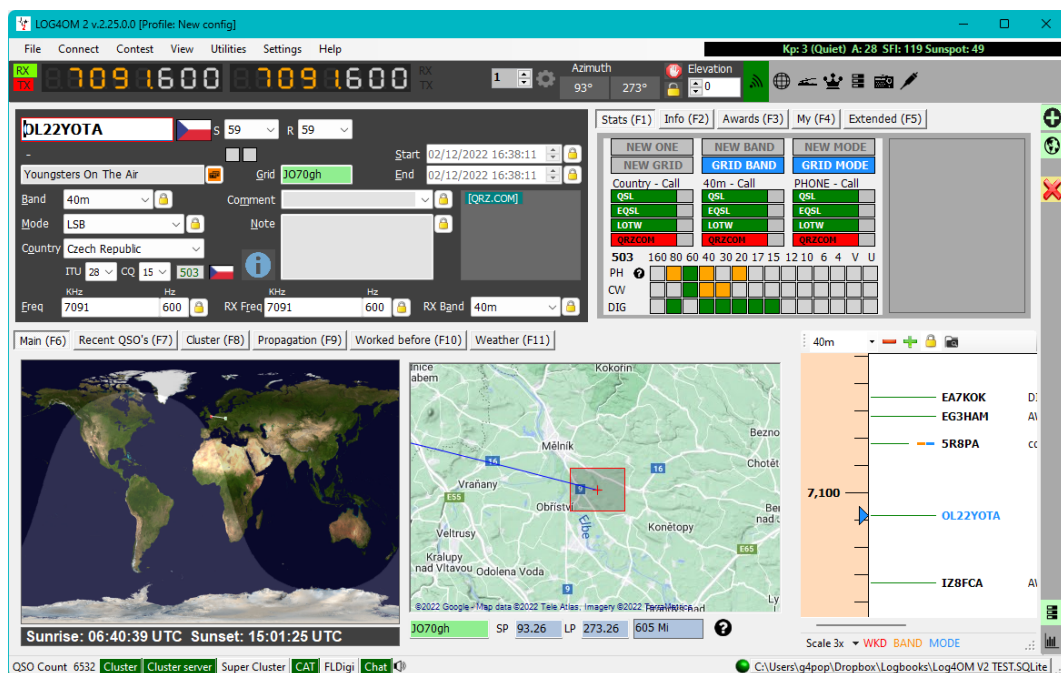 LOG4OM 2 v.2.25.0.0 [Profile: New config]
File Connect Contest View Utilities Settings Help
Kp: 3 (Quiet) A: 28 SFI: 119 Sunspot: 49
RX
TX
7091.600 7091.600
RX
TX
1
Azimuth
93° 273°
Elevation
0
OL22YOTA
S 59 R 59
-
Start 02/12/2022 16:38:11
Youngsters On The Air
Grid JO70gh
End 02/12/2022 16:38:11
Band 40m
Comment
[QRZ.COM]
Mode LSB
Note
Country Czech Republic
ITU 28 CQ 15 503
KHz Hz KHz Hz
Freq 7091 600 RX Freq 7091 600 RX Band 40m
Stats (F1) Info (F2) Awards (F3) My (F4) Extended (F5)
NEW ONE NEW BAND NEW MODE
NEW GRID GRID BAND GRID MODE
Country - Call 40m - Call PHONE - Call
QSL QSL QSL
EQSL EQSL EQSL
LOTW LOTW LOTW
QRZCOM QRZCOM QRZCOM
503 160 80 60 40 30 20 17 15 12 10 6 4 V U
PH
CW
DIG
Main (F6) Recent QSO's (F7) Cluster (F8) Propagation (F9) Worked before (F10) Weather (F11)
Sunrise: 06:40:39 UTC Sunset: 15:01:25 UTC
Kokořín
Mělník
16
16
Vraňany
9
E55
Obříství
Elbe
Konětopy
Veltrusy
E65
Kralupy
nad Vltavou
Odolena Voda
9
©2022 Google - Map data ©2022 Tele Atlas, Imagery ©2022 TerraMetrics
JO70gh SP 93.26 LP 273.26 605 Mi
40m
EA7KOK
EG3HAM
5R8PA
7,100
OL22YOTA
IZ8FCA
Scale 3x WKD BAND MODE
QSO Count 6532 Cluster Cluster server Super Cluster CAT FLDigi Chat
C:\Users\g4pop\Dropbox\Logbooks\Log4OM V2 TEST.SQLite